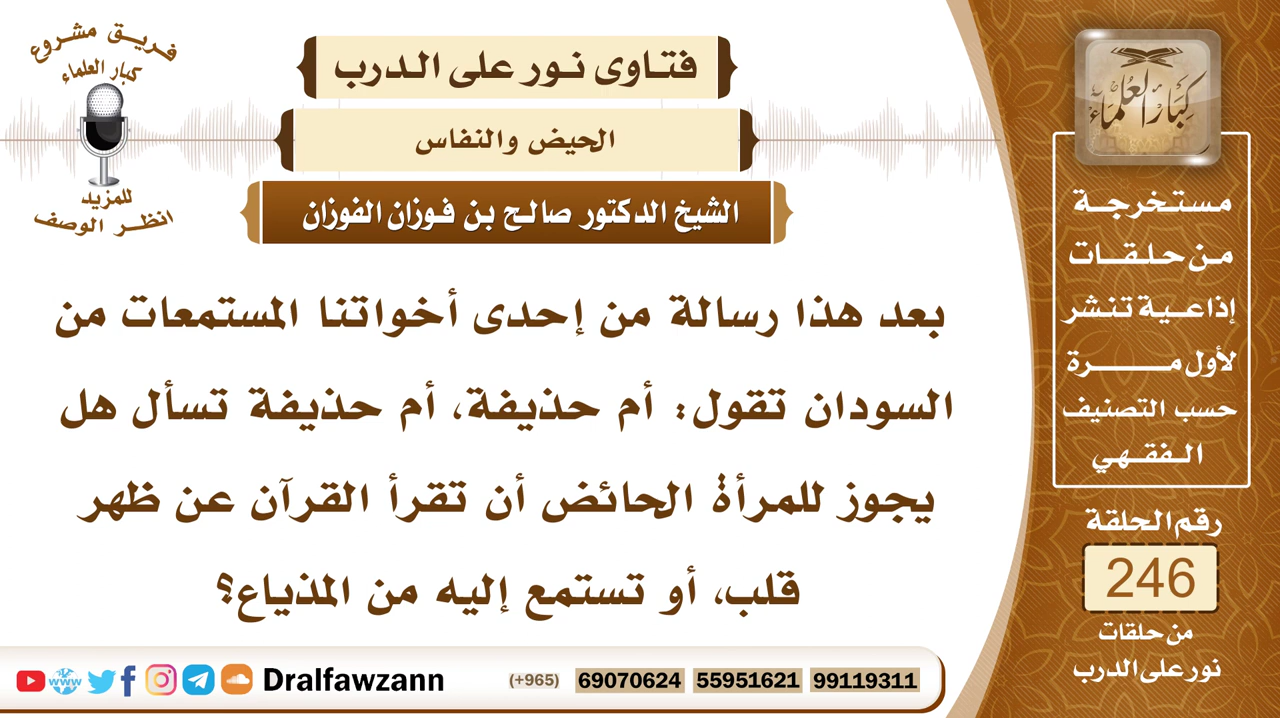 فريق مشروع
كبار العلماء
للمزيد
انظر الوصف
فتاوى نور على الدرب
الحيض والنفاس
الشيخ الدكتور صالح بن فوزان الفوزان
بعد هذا رسالة من إحدى أخواتنا المستمعات من
السودان تقول: أم حذيفة، أم حذيفة تسأل هل
يجوز للمرأة الحائض أن تقرأ القرآن عن ظهر
قلب، أو تستمع إليه من المذياع؟
كبار العلماء
مستخرجة
من حلقات
إذاعية تنشر
لأول مرة
حسب التصنيف
الفقهي
رقم الحلقة
246
من حلقات
نور على الدرب
www
Dralfawzann (+965) 69070624 55951621 99119311